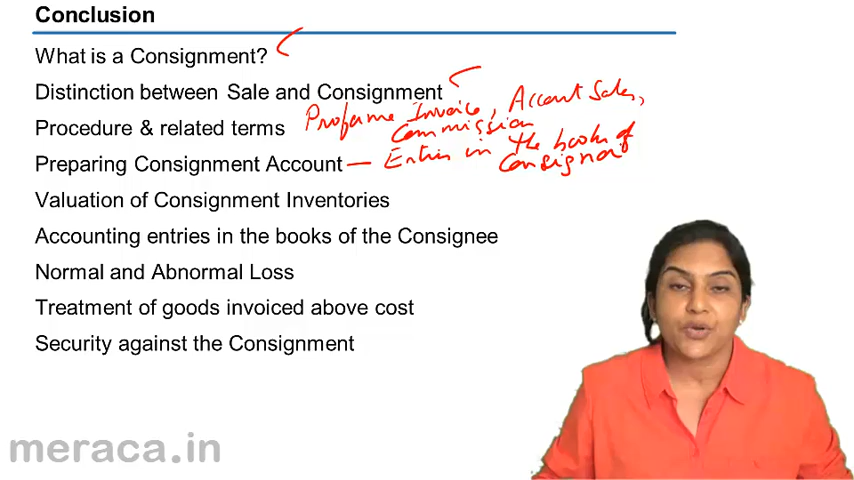 Conclusion
What is a Consignment?
Distinction between Sale and Consignment
Proforma Invoice, Account Sales,
Procedure & related terms
Commission
Preparing Consignment Account — Entries in the books of
Consignor
Valuation of Consignment Inventories
Accounting entries in the books of the Consignee
Normal and Abnormal Loss
Treatment of goods invoiced above cost
Security against the Consignment
meraca.in